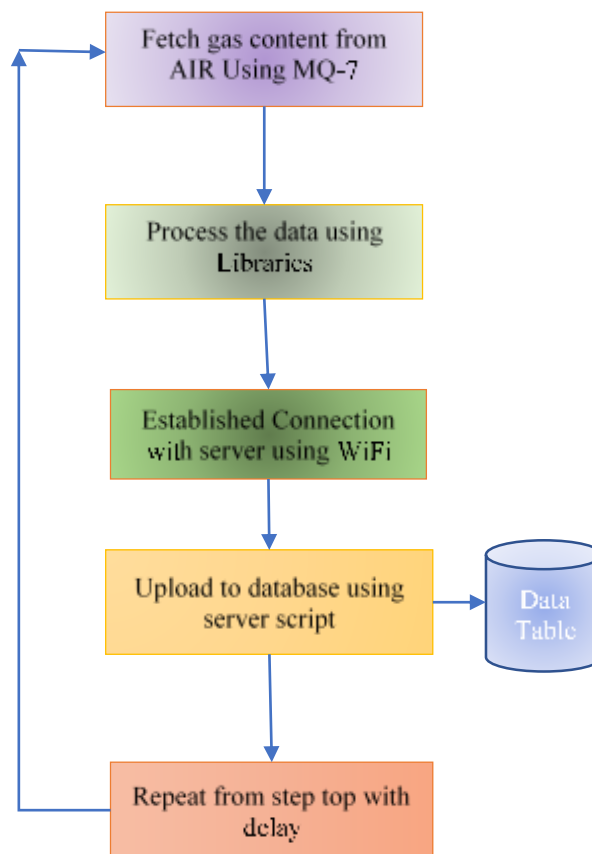 Fetch gas content from
AIR Using MQ-7
Process the data using
Libraries
Established Connection
with server using WiFi
Upload to database using
server script
Data
Table
Repeat from step top with
delay